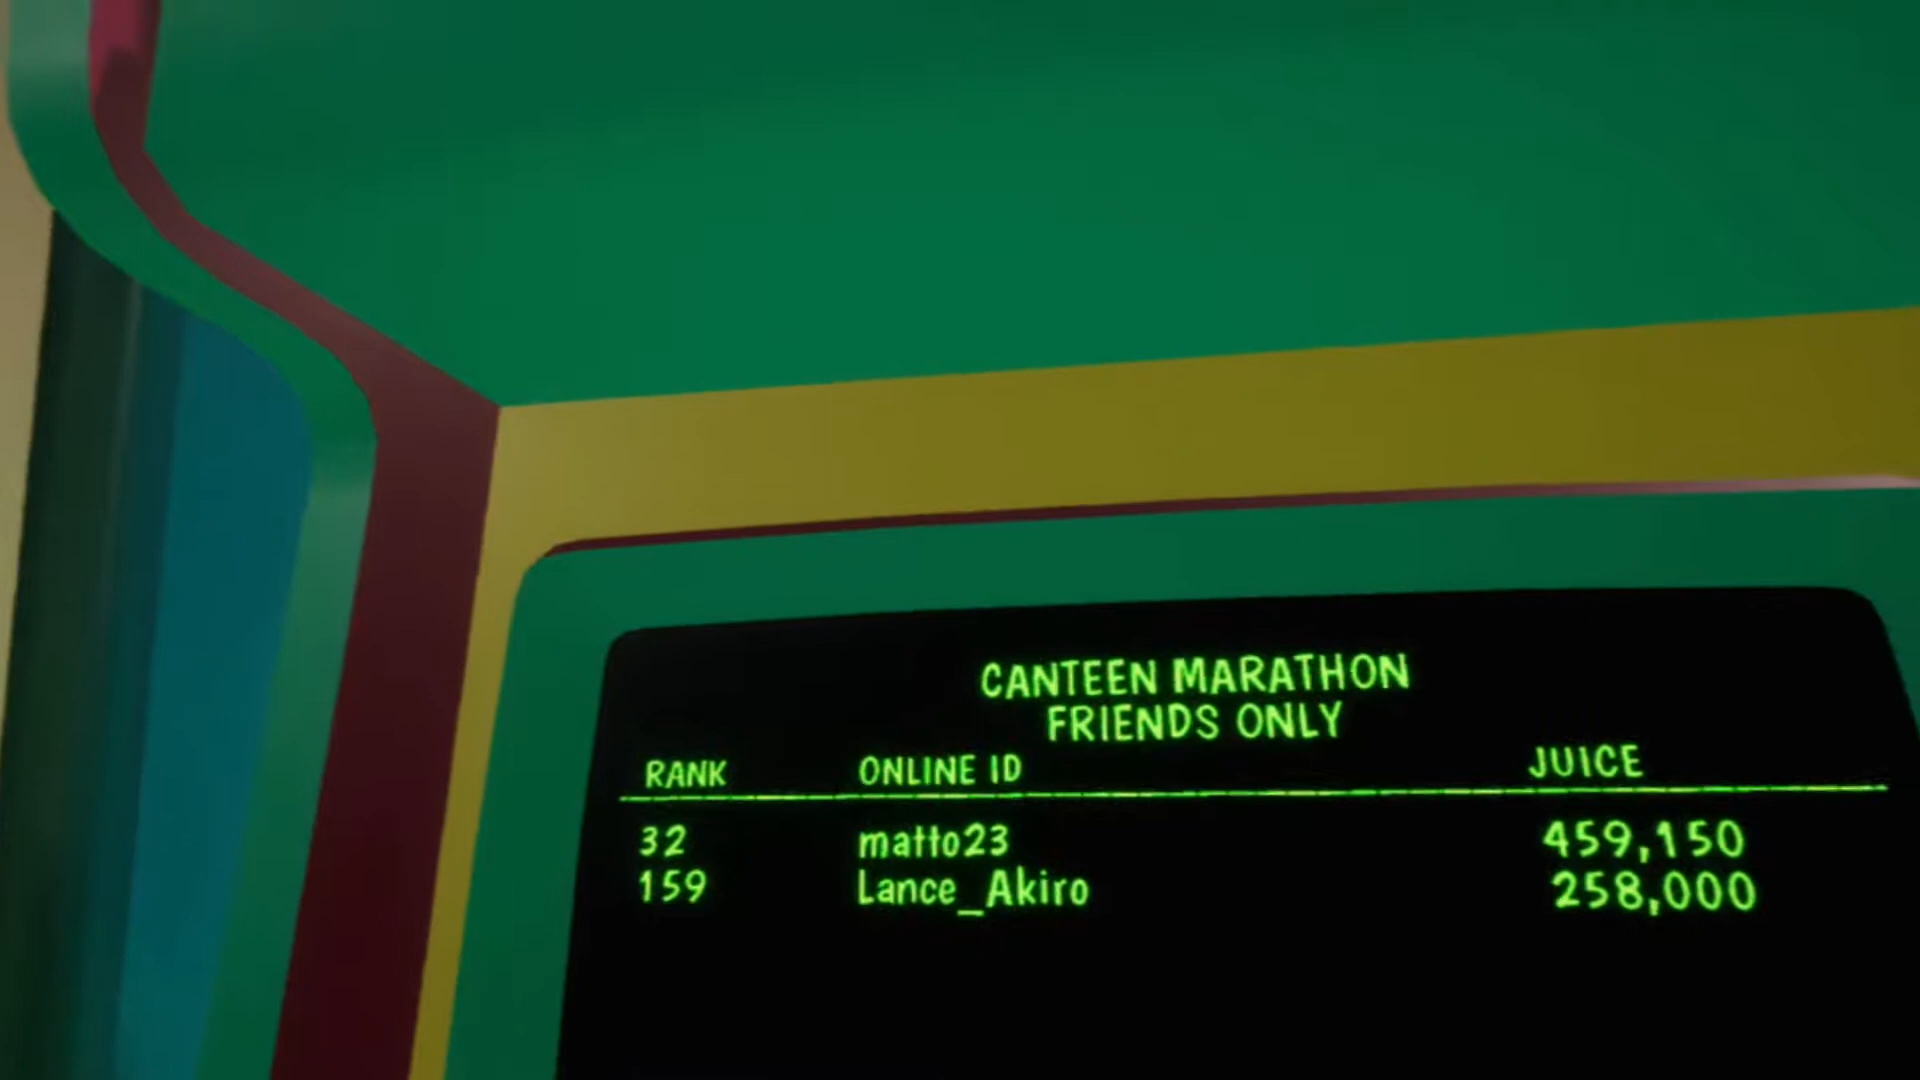 CANTEEN MARATHON
FRIENDS ONLY
RANK ONLINE ID JUICE
32 matto23 459,150
159 Lance_Akiro 258,000